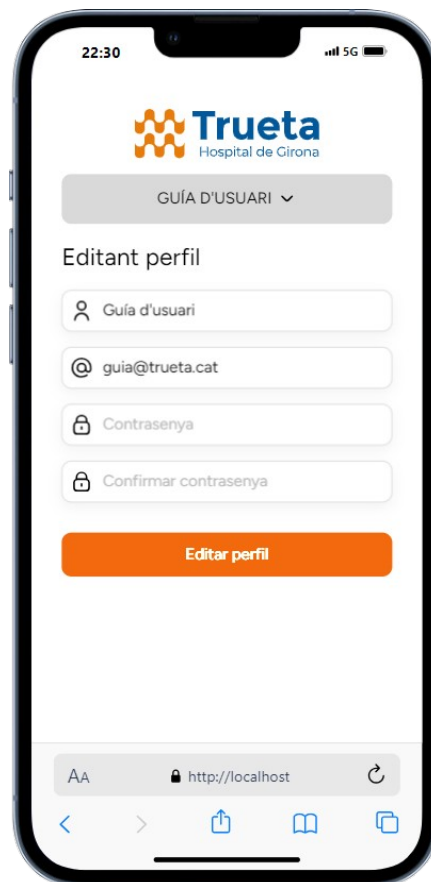 22:30
5G
Trueta
Hospital de Girona
GUÍA D'USUARI
Editant perfil
Guía d'usuari
@ guia@trueta.cat
Contrasenya
Confirmar contrasenya
Editar perfil
AA http://localhost